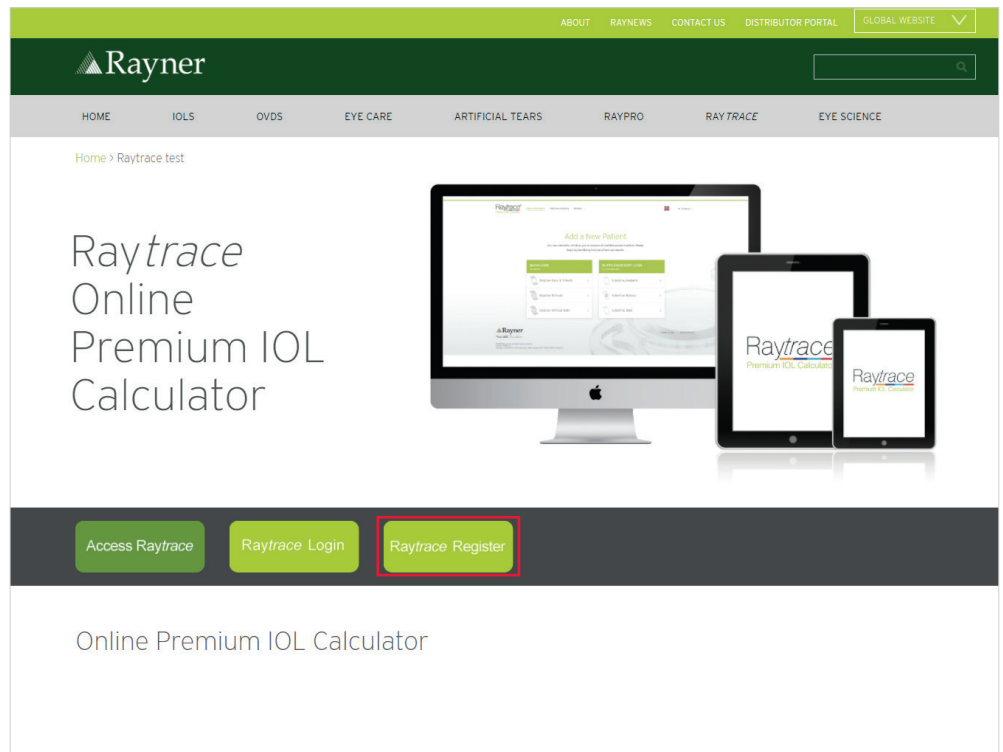 ABOUT RAYNEWS CONTACT US DISTRIBUTOR PORTAL GLOBAL WEBSITE
Rayner
HOME IOLS OVDS EYE CARE ARTIFICIAL TEARS RAYPRO RAYTRACE EYE SCIENCE
Home > Raytrace test
Raytrace
Online
Premium IOL
Calculator
Raytrace
Add a New Patient
Rayner
Raytrace
Premium IOL Calculator
Raytrace
Premium IOL Calculator
Access Raytrace
Raytrace Login
Raytrace Register
Online Premium IOL Calculator